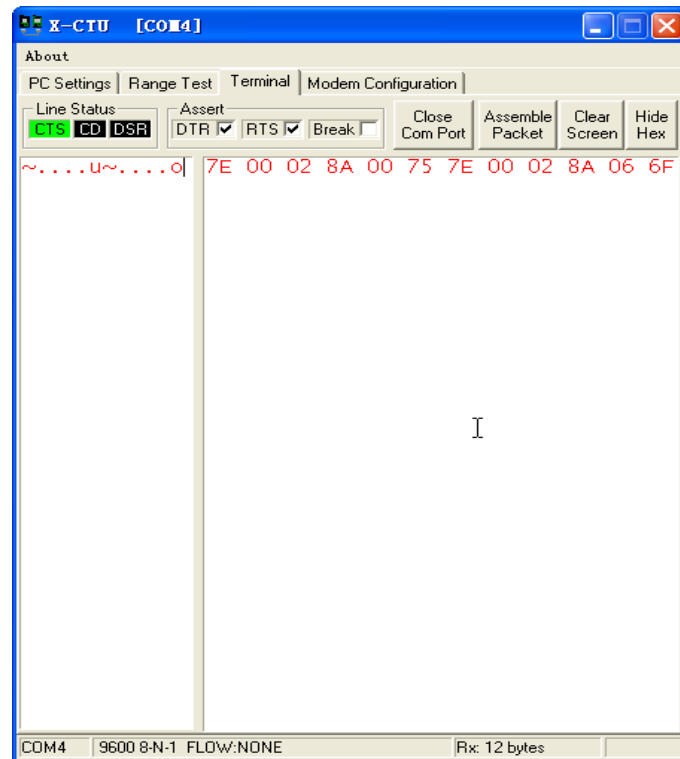 X-CTU [COM4]
About
PC Settings Range Test Terminal Modem Configuration
Line Status Assert
CTS CD DSR DTR RTS Break Close Com Port Assemble Packet Clear Screen Hide Hex
~....u~....o 7E 00 02 8A 00 75 7E 00 02 8A 06 6F
COM4 9600 8-N-1 FLOW:NONE Rx: 12 bytes